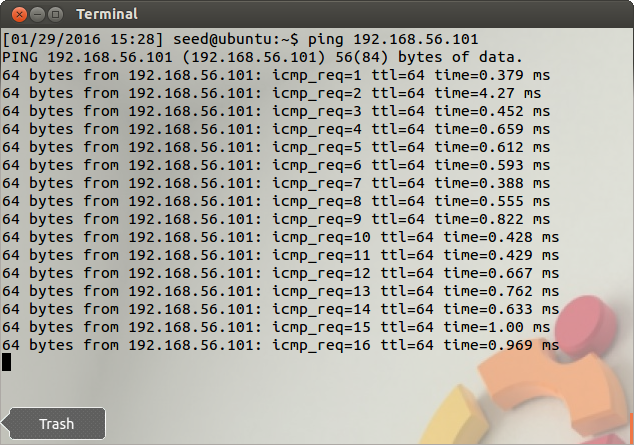 Terminal
[01/29/2016 15:28] seed@ubuntu:~$ ping 192.168.56.101
PING 192.168.56.101 (192.168.56.101) 56(84) bytes of data.
64 bytes from 192.168.56.101: icmp_req=1 ttl=64 time=0.379 ms
64 bytes from 192.168.56.101: icmp_req=2 ttl=64 time=4.27 ms
64 bytes from 192.168.56.101: icmp_req=3 ttl=64 time=0.452 ms
64 bytes from 192.168.56.101: icmp_req=4 ttl=64 time=0.659 ms
64 bytes from 192.168.56.101: icmp_req=5 ttl=64 time=0.612 ms
64 bytes from 192.168.56.101: icmp_req=6 ttl=64 time=0.593 ms
64 bytes from 192.168.56.101: icmp_req=7 ttl=64 time=0.388 ms
64 bytes from 192.168.56.101: icmp_req=8 ttl=64 time=0.555 ms
64 bytes from 192.168.56.101: icmp_req=9 ttl=64 time=0.822 ms
64 bytes from 192.168.56.101: icmp_req=10 ttl=64 time=0.428 ms
64 bytes from 192.168.56.101: icmp_req=11 ttl=64 time=0.429 ms
64 bytes from 192.168.56.101: icmp_req=12 ttl=64 time=0.667 ms
64 bytes from 192.168.56.101: icmp_req=13 ttl=64 time=0.762 ms
64 bytes from 192.168.56.101: icmp_req=14 ttl=64 time=0.633 ms
64 bytes from 192.168.56.101: icmp_req=15 ttl=64 time=1.00 ms
64 bytes from 192.168.56.101: icmp_req=16 ttl=64 time=0.969 ms
Trash